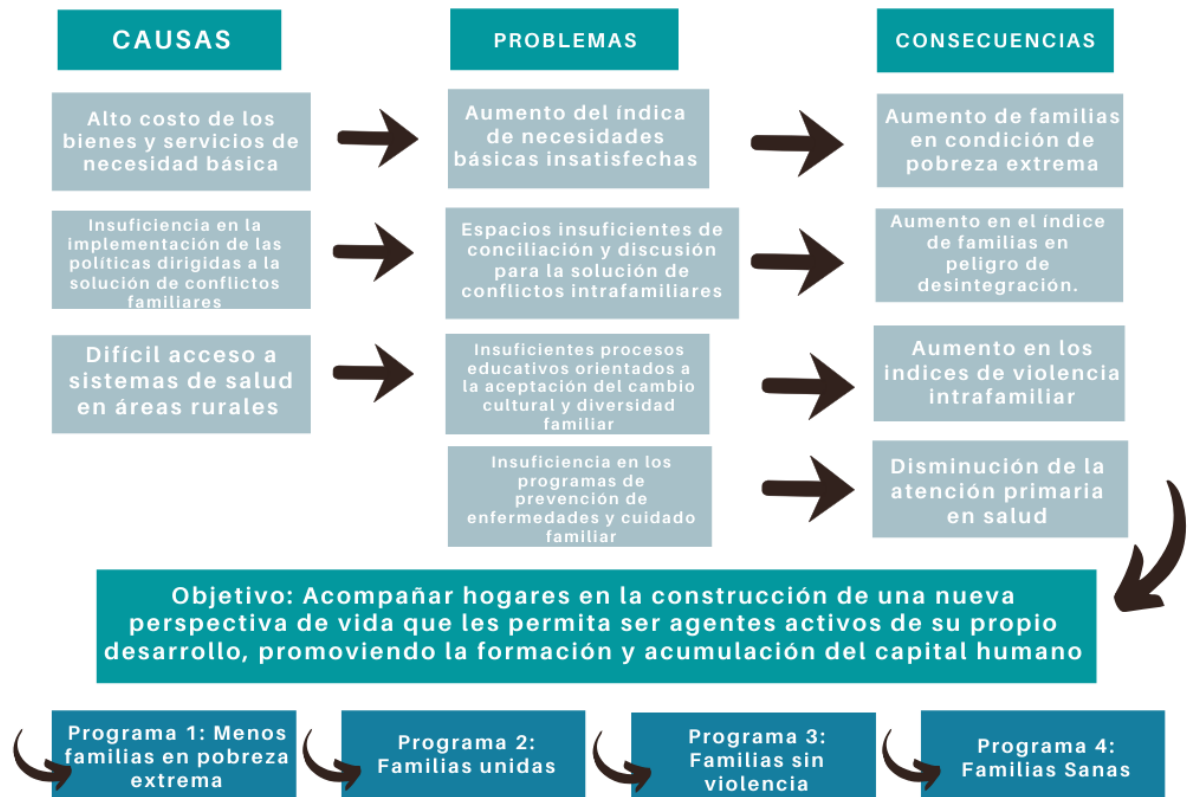 CAUSAS
PROBLEMAS
CONSECUENCIAS
Alto costo de los
bienes y servicios de
necesidad básica
Aumento del índica
de necesidades
básicas insatisfechas
Aumento de familias
en condición de
pobreza extrema
Insuficiencia en la
implementación de las
políticas dirigidas a la
solución de conflictos
familiares
Espacios insuficientes de
conciliación y discusión
para la solución de
conflictos intrafamiliares
Aumento en el índice
de familias en
peligro de
desintegración.
Difícil acceso a
sistemas de salud
en áreas rurales
Insuficientes procesos
educativos orientados a
la aceptación del cambio
cultural y diversidad
familiar
Aumento en los
indices de violencia
intrafamiliar
Insuficiencia en los
programas de
prevención de
enfermedades y cuidado
familiar
Disminución de la
atención primaria
en salud
Objetivo: Acompañar hogares en la construcción de una nueva
perspectiva de vida que les permita ser agentes activos de su propio
desarrollo, promoviendo la formación y acumulación del capital humano
Programa 1: Menos
familias en pobreza
extrema
Programa 2:
Familias unidas
Programa 3:
Familias sin
violencia
Programa 4:
Familias Sanas